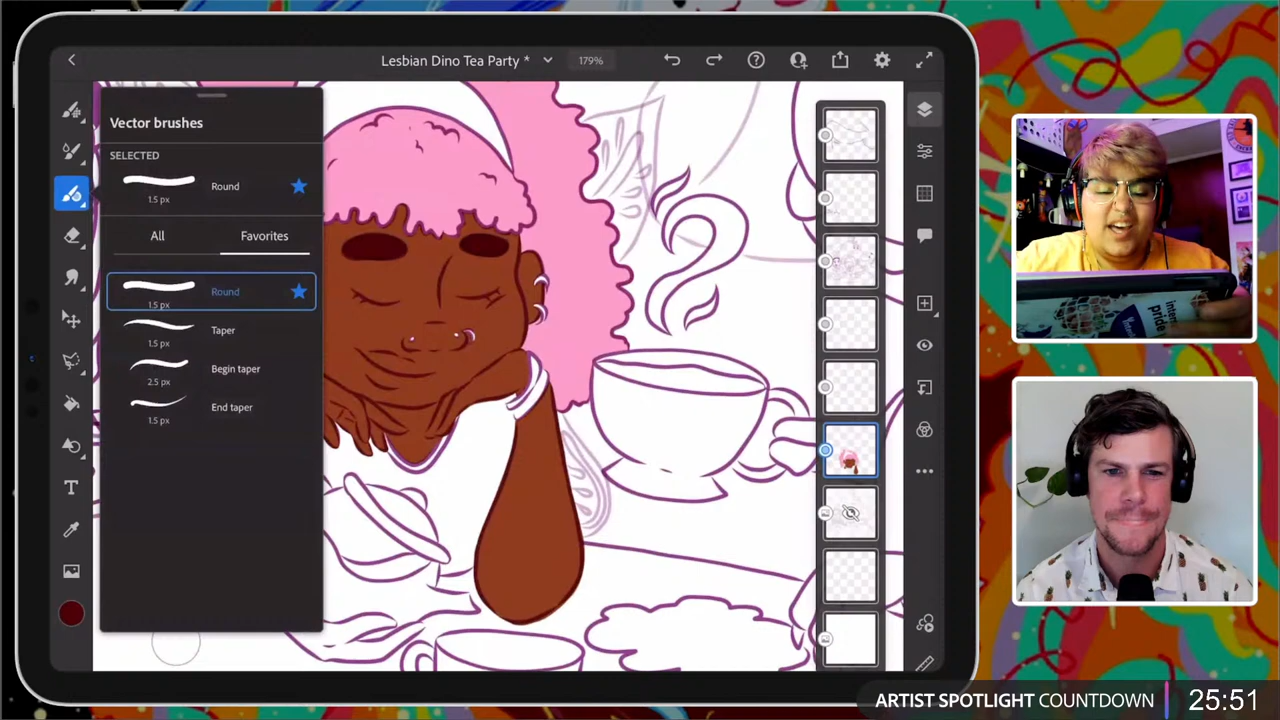 Lesbian Dino Tea Party *
179%
Vector brushes
SELECTED
Round
1.5 px
All
Favorites
Round
1.5 px
Taper
1.5 px
Begin taper
2.5 px
End taper
1.5 px
T
pride
ARTIST SPOTLIGHT COUNTDOWN
25:51